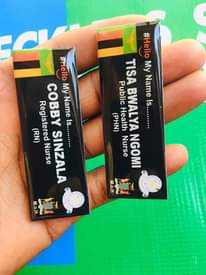 #Hello My Name Is..........
COBBY SINZALA
Registered Nurse
(RN)
#Hello My Name Is..........
TISA BWALYA NGOMI
Public Health
Nurse
(PHN)